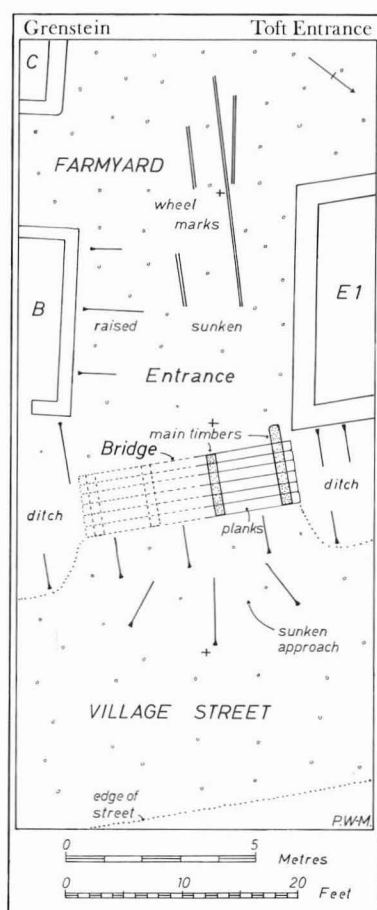 Grenstein Toft Entrance
C
FARMYARD
wheel
marks
B
E1
raised sunken
Entrance
main timbers
Bridge
ditch
ditch
planks
sunken
approach
VILLAGE STREET
edge of
street
P.W-M.
0 5
Metres
0 10 20
Feet